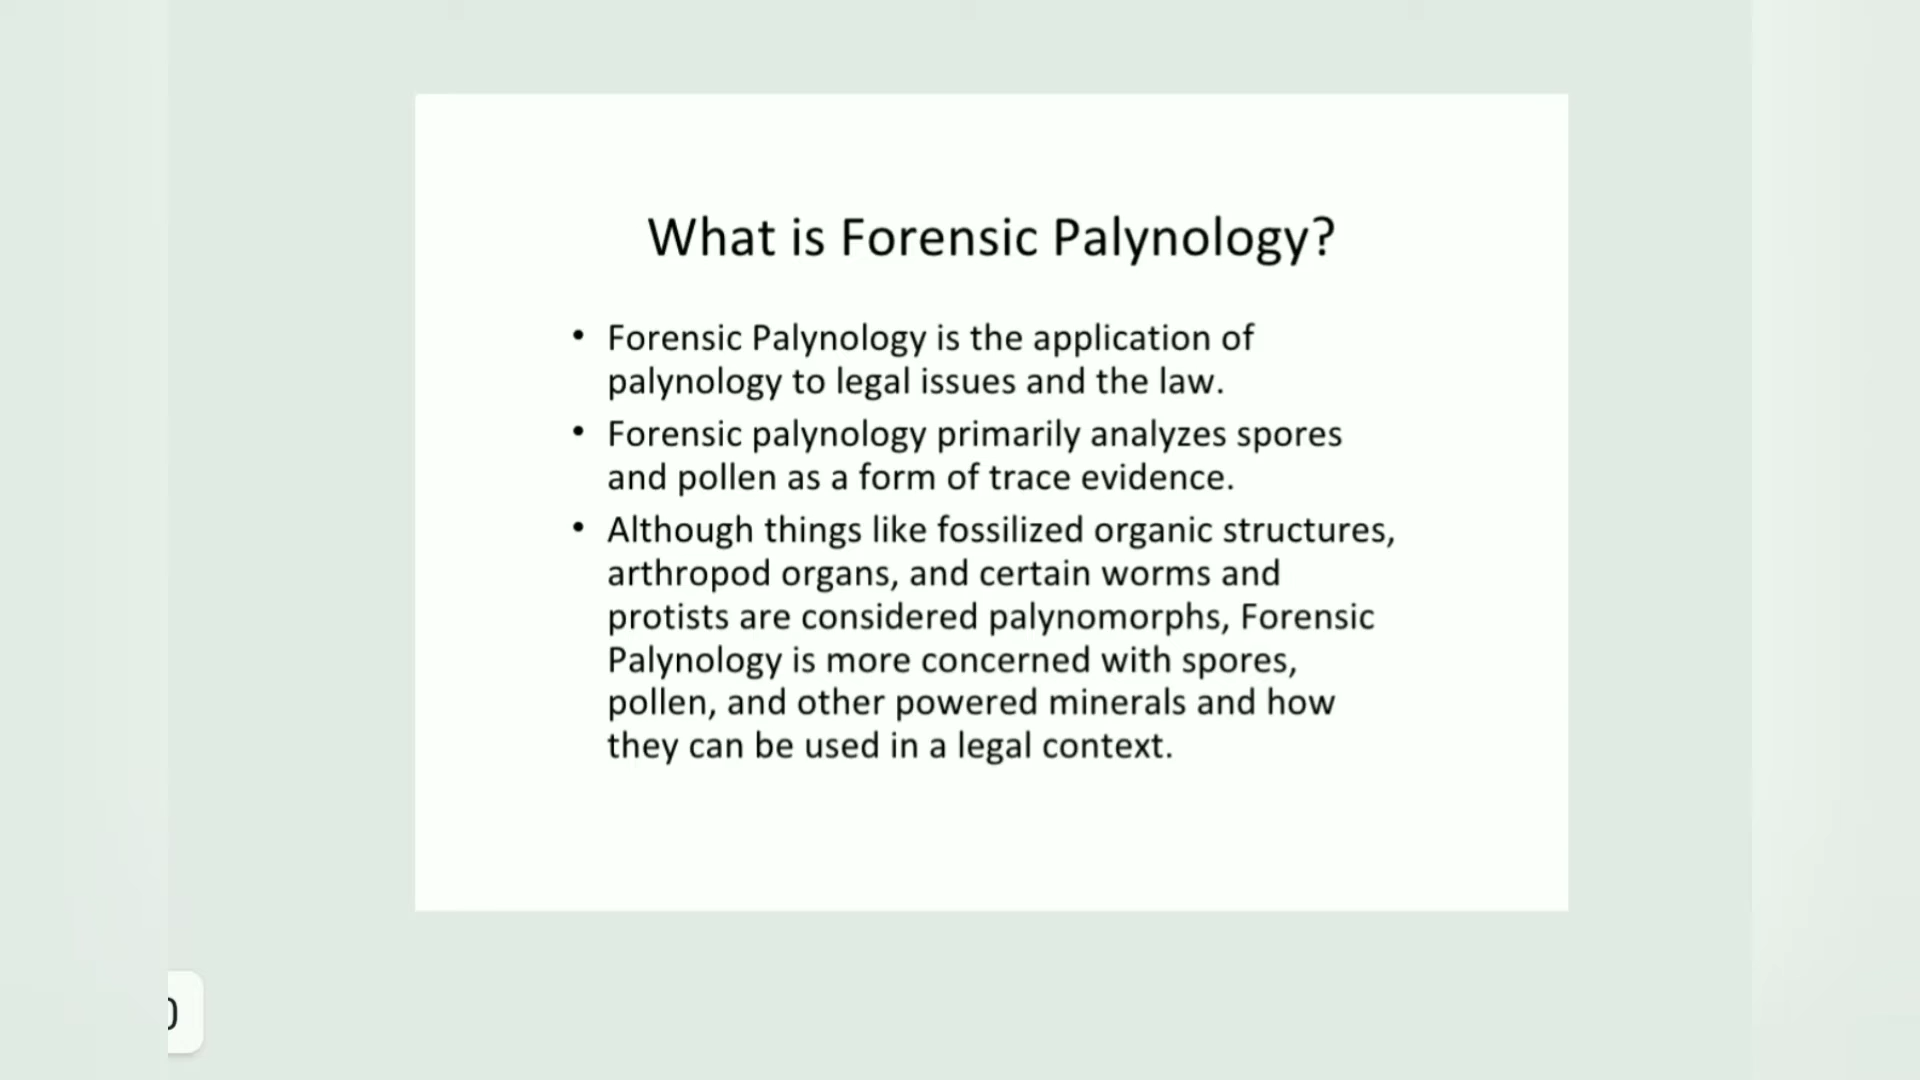 What is Forensic Palynology?
• Forensic Palynology is the application of
palynology to legal issues and the law.
• Forensic palynology primarily analyzes spores
and pollen as a form of trace evidence.
• Although things like fossilized organic structures,
arthropod organs, and certain worms and
protists are considered palynomorphs, Forensic
Palynology is more concerned with spores,
pollen, and other powered minerals and how
they can be used in a legal context.